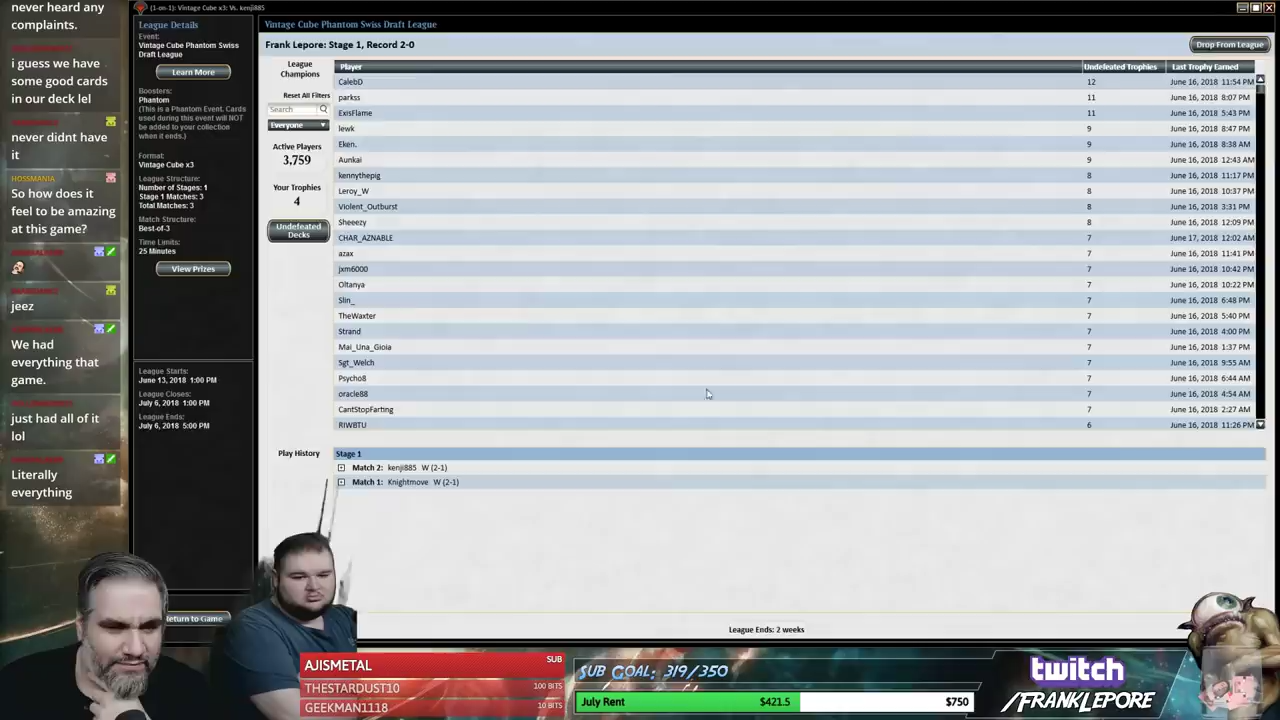 never heard any
complaints.
i guess we have
some good cards
in our deck lel
never didnt have
it
HOSSMANIA
So how does it
feel to be amazing
at this game?
jeez
We had
everything that
game.
just had all of it
lol
Literally
everything
(1-on-1): Vintage Cube x3: Vs. kenji885
League Details
Event:
Vintage Cube Phantom Swiss
Draft League
Learn More
Boosters:
Phantom
(This is a Phantom Event. Cards
used during this event will NOT
be added to your collection
when it ends.)
Format:
Vintage Cube x3
League Structure:
Number of Stages: 1
Stage 1 Matches: 3
Total Matches: 3
Match Structure:
Best-of-3
Time Limits:
25 Minutes
View Prizes
League Starts:
June 13, 2018 1:00 PM
League Closes:
July 6, 2018 1:00 PM
League Ends:
July 6, 2018 5:00 PM
Return to Game
Vintage Cube Phantom Swiss Draft League
Frank Lepore: Stage 1, Record 2-0
Drop From League
League
Champions
Reset All Filters
Search
Everyone
Active Players
3,759
Your Trophies
4
Undefeated
Decks
Player Undefeated Trophies Last Trophy Earned
CalebD 12 June 16, 2018 11:54 PM
parkss 11 June 16, 2018 8:07 PM
ExisFlame 11 June 16, 2018 5:43 PM
lewk 9 June 16, 2018 8:47 PM
Eken. 9 June 16, 2018 8:38 AM
Aunkai 9 June 16, 2018 12:43 AM
kennythepig 8 June 16, 2018 11:17 PM
Leroy_W 8 June 16, 2018 10:37 PM
Violent_Outburst 8 June 16, 2018 3:31 PM
Sheeezy 8 June 16, 2018 12:09 PM
CHAR_AZNABLE 7 June 17, 2018 12:02 AM
azax 7 June 16, 2018 11:41 PM
jxm6000 7 June 16, 2018 10:42 PM
Oltanya 7 June 16, 2018 10:22 PM
Slin_ 7 June 16, 2018 6:48 PM
TheWaxter 7 June 16, 2018 5:40 PM
Strand 7 June 16, 2018 4:00 PM
Mai_Una_Gioia 7 June 16, 2018 1:37 PM
Sgt_Welch 7 June 16, 2018 9:55 AM
Psycho8 7 June 16, 2018 6:44 AM
oracle88 7 June 16, 2018 4:54 AM
CantStopFarting 7 June 16, 2018 2:27 AM
RIWBTU 6 June 16, 2018 11:26 PM
Play History
Stage 1
Match 2: kenji885 W (2-1)
Match 1: Knightmove W (2-1)
League Ends: 2 weeks
AJISMETAL SUB
THESTARDUST10 100 BITS
GEEKMAN1118 10 BITS
SUB GOAL: 319/350
July Rent $421.5 $750
twitch
/FRANKLEPORE